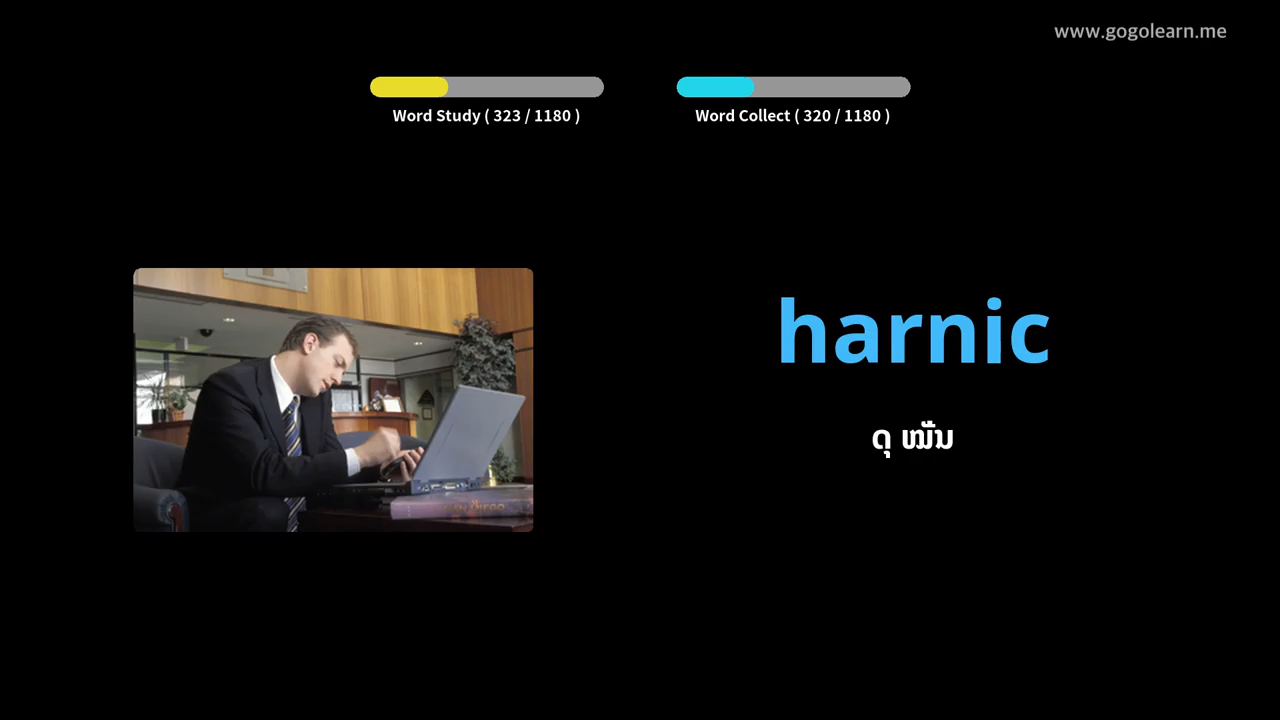 www.gogolearn.me
Word Study ( 323 / 1180 )
Word Collect ( 320 / 1180 )
harnic
ດຸ ໝັ່ນ